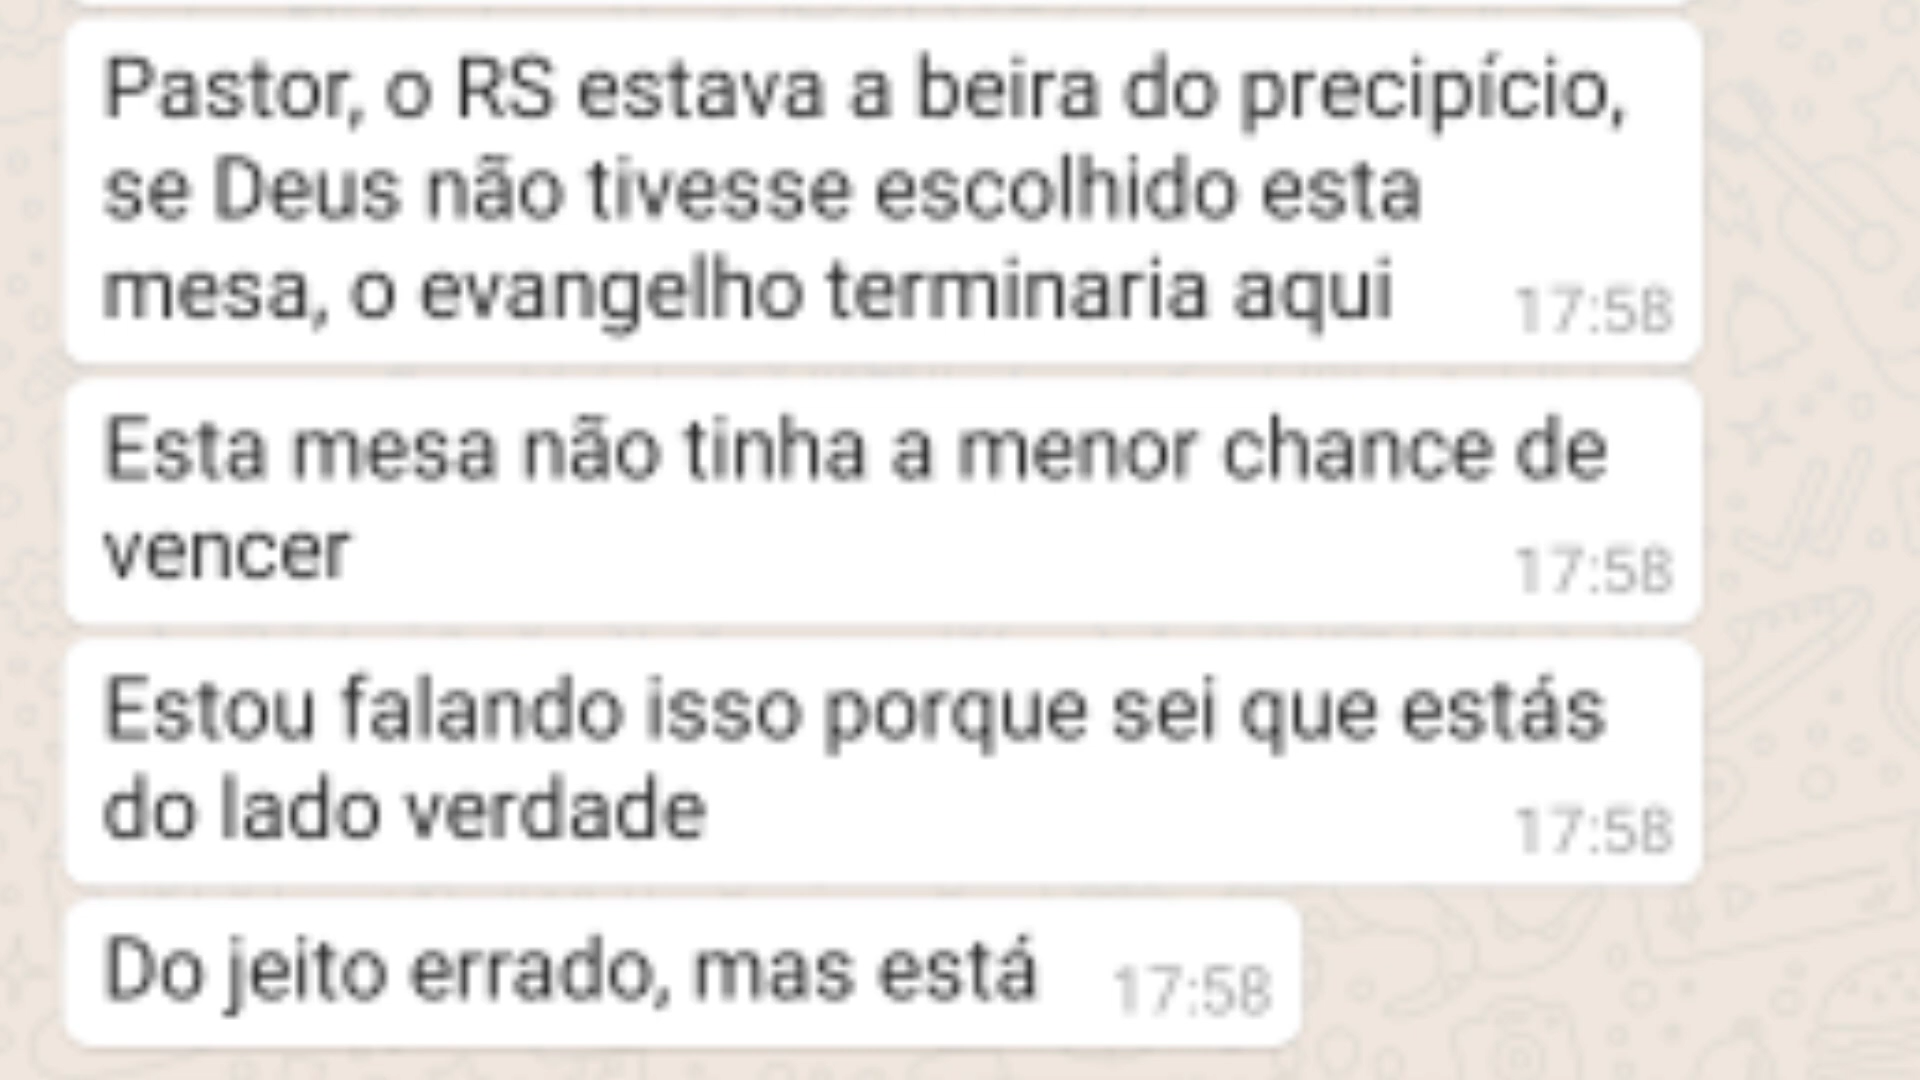 Pastor, o RS estava a beira do precipício,
se Deus não tivesse escolhido esta
mesa, o evangelho terminaria aqui 17:58
Esta mesa não tinha a menor chance de
vencer 17:58
Estou falando isso porque sei que estás
do lado verdade 17:58
Do jeito errado, mas está 17:58